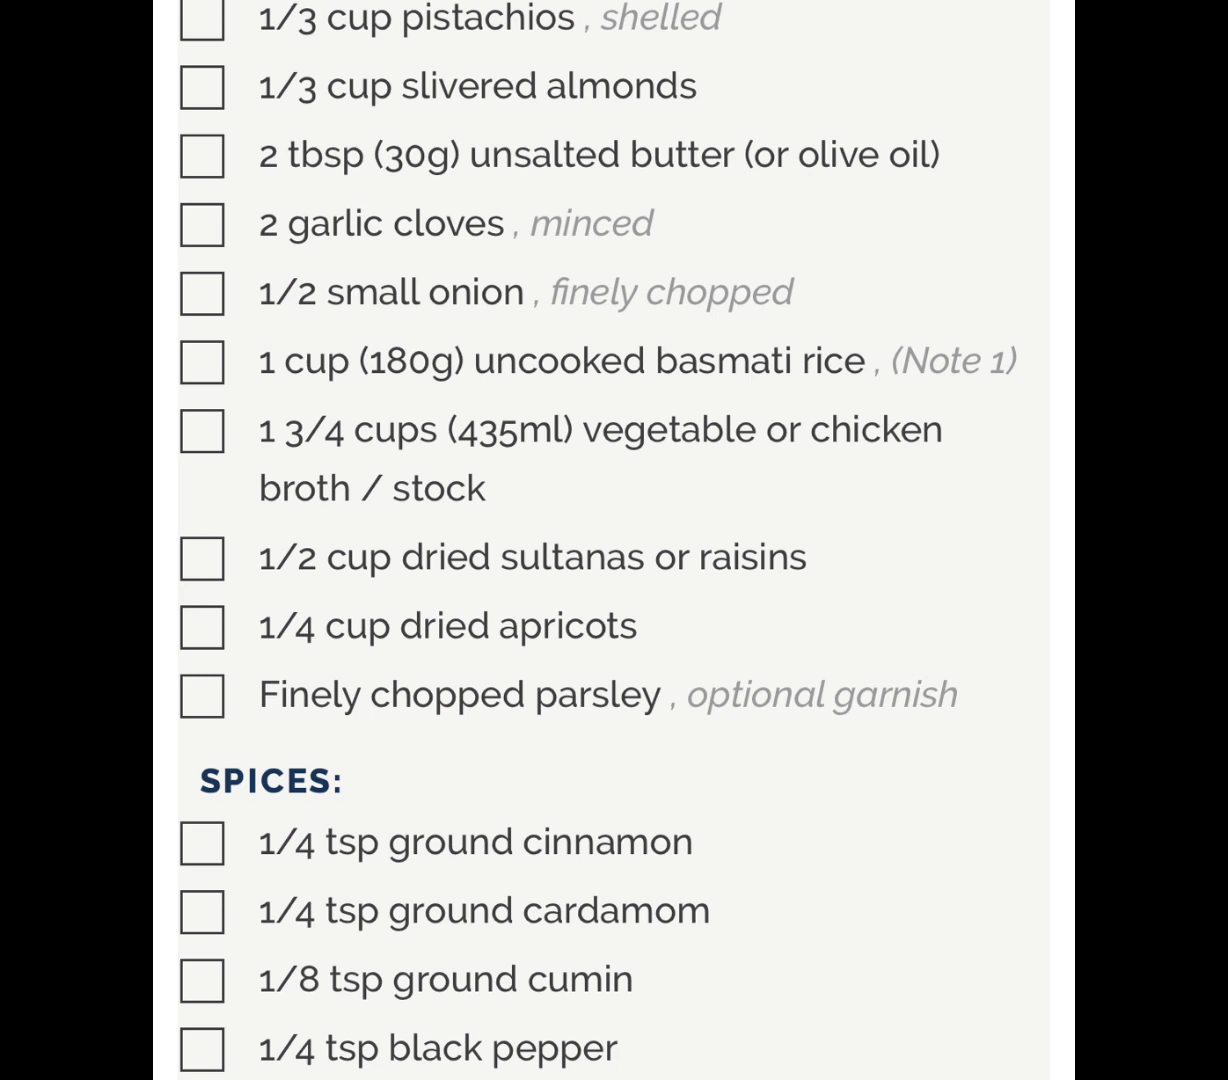 1/3 cup pistachios , shelled
1/3 cup slivered almonds
2 tbsp (30g) unsalted butter (or olive oil)
2 garlic cloves , minced
1/2 small onion , finely chopped
1 cup (180g) uncooked basmati rice , (Note 1)
1 3/4 cups (435ml) vegetable or chicken
broth / stock
1/2 cup dried sultanas or raisins
1/4 cup dried apricots
Finely chopped parsley , optional garnish
SPICES:
1/4 tsp ground cinnamon
1/4 tsp ground cardamom
1/8 tsp ground cumin
1/4 tsp black pepper